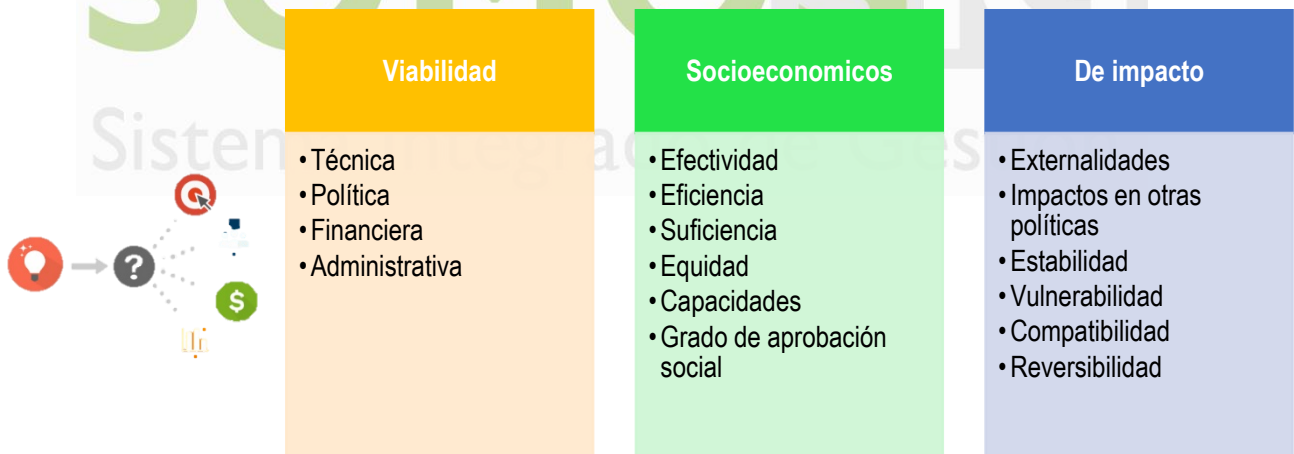 Sistem
Viabilidad
• Técnica
• Política
• Financiera
• Administrativa
Socioeconomicos
• Efectividad
• Eficiencia
• Suficiencia
• Equidad
• Capacidades
• Grado de aprobación
social
De impacto
• Externalidades
• Impactos en otras
políticas
• Estabilidad
• Vulnerabilidad
• Compatibilidad
• Reversibilidad
?
$